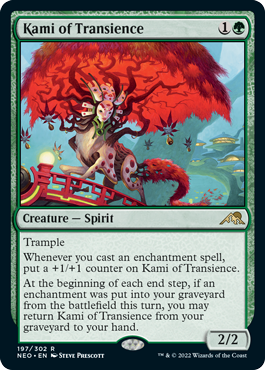 Kami of Transience 1
Creature — Spirit
Trample
Whenever you cast an enchantment spell,
put a +1/+1 counter on Kami of Transience.
At the beginning of each end step, if an
enchantment was put into your graveyard
from the battlefield this turn, you may
return Kami of Transience from your
graveyard to your hand.
2/2
197/302 R
NEO • EN STEVE PRESCOTT ™ & © 2022 Wizards of the Coast